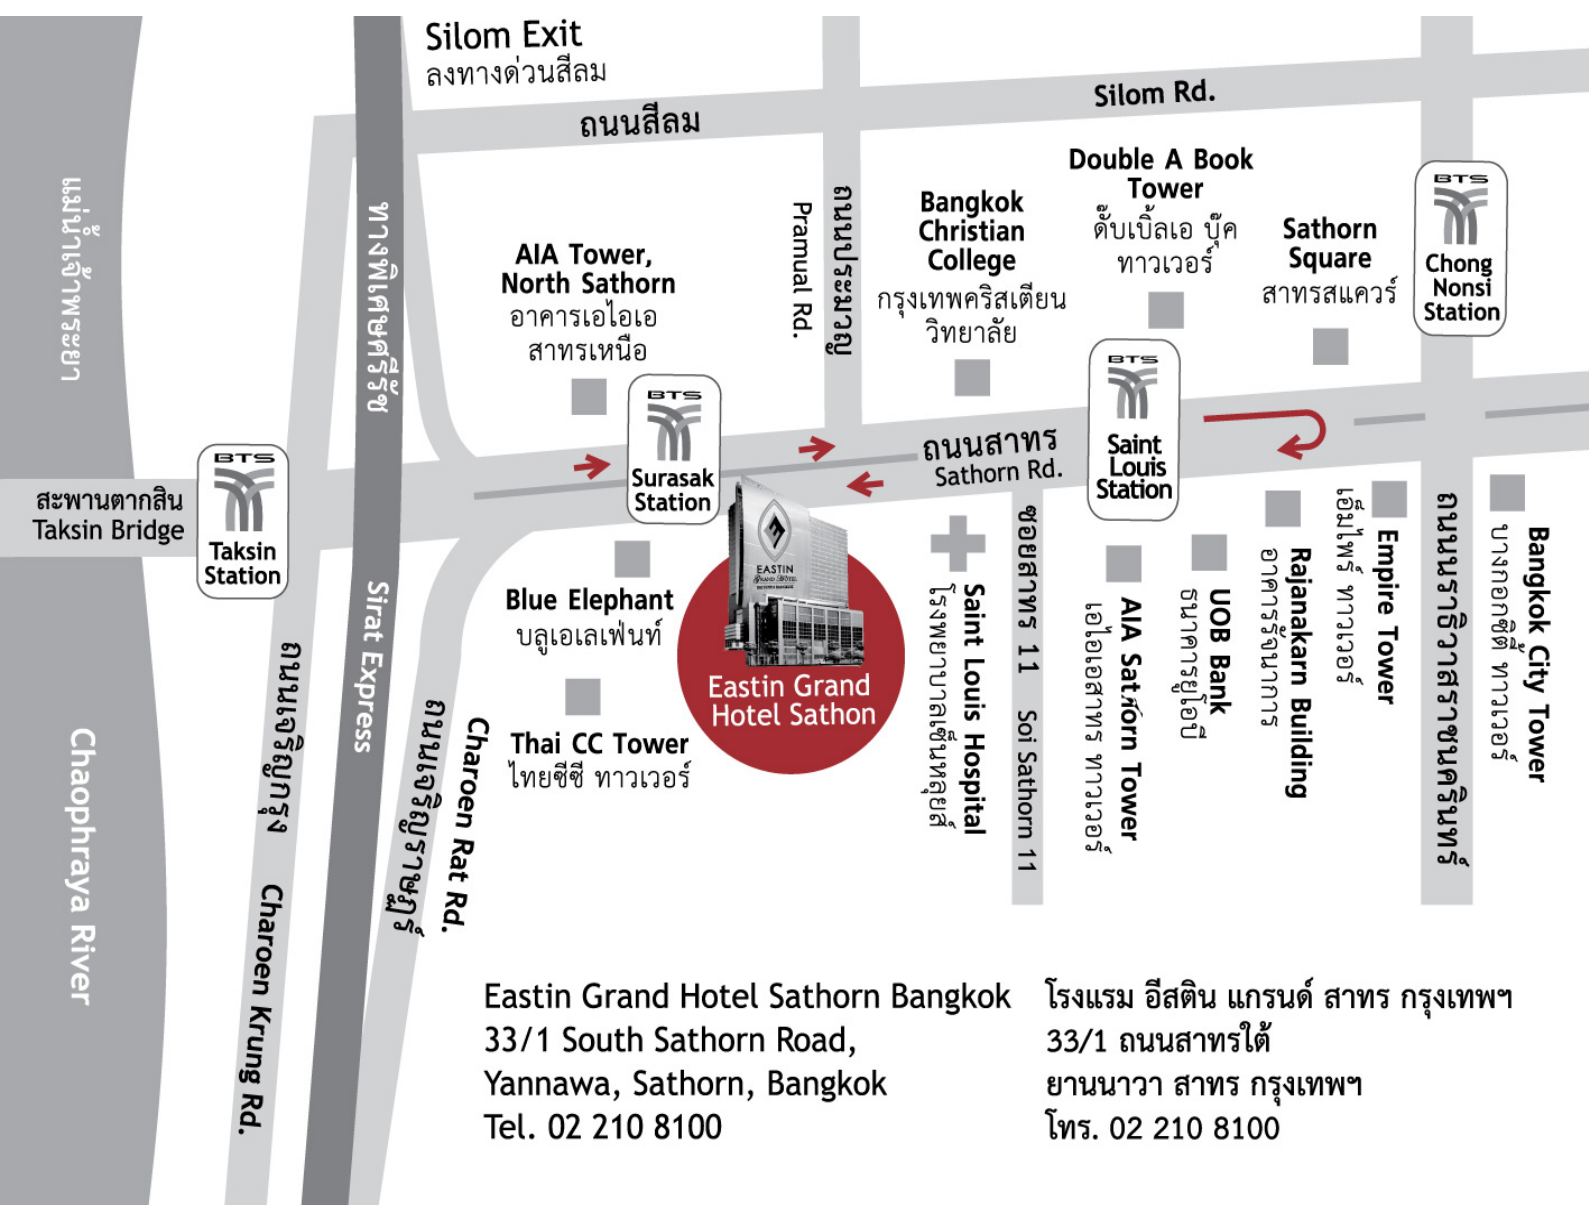 Silom Exit
ลงทางด่วนสีลม
ถนนสีลม
Silom Rd.
แม่น้ำเจ้าพระยา
Chaophraya River
ทางพิเศษศรีรัช
Sirat Express
AIA Tower,
North Sathorn
อาคารเอไอเอ
สาทรเหนือ
Pramual Rd.
ถนนประมวญ
Bangkok
Christian
College
กรุงเทพคริสเตียน
วิทยาลัย
Double A Book
Tower
ดั๊บเบิ้ลเอ บุ๊ค
ทาวเวอร์
Sathorn
Square
สาทรสแควร์
BTS
Chong
Nonsi
Station
BTS
Saint
Louis
Station
BTS
Surasak
Station
BTS
Taksin
Station
สะพานตากสิน
Taksin Bridge
ถนนสาทร
Sathorn Rd.
EASTIN
Grand Hotel
Eastin Grand
Hotel Sathon
Blue Elephant
บลูเอเลเฟ่นท์
Thai CC Tower
ไทยซีซี ทาวเวอร์
ถนนเจริญกรุง
Charoen Krung Rd.
ถนนเจริญราษฎร์
Charoen Rat Rd.
Saint Louis Hospital
โรงพยาบาลเซ็นหลุยส์
ซอยสาทร 11
Soi Sathorn 11
AIA Sathorn Tower
เอไอเอสาทร ทาวเวอร์
UOB Bank
ธนาคารยูโอบี
Rajanakarn Building
อาคารรัจนาการ
Empire Tower
เอ็มไพร์ ทาวเวอร์
ถนนนราธิวาสราชนครินทร์
Bangkok City Tower
บางกอกซิตี้ ทาวเวอร์
Eastin Grand Hotel Sathorn Bangkok
33/1 South Sathorn Road,
Yannawa, Sathorn, Bangkok
Tel. 02 210 8100
โรงแรม อีสติน แกรนด์ สาทร กรุงเทพฯ
33/1 ถนนสาทรใต้
ยานนาวา สาทร กรุงเทพฯ
โทร. 02 210 8100